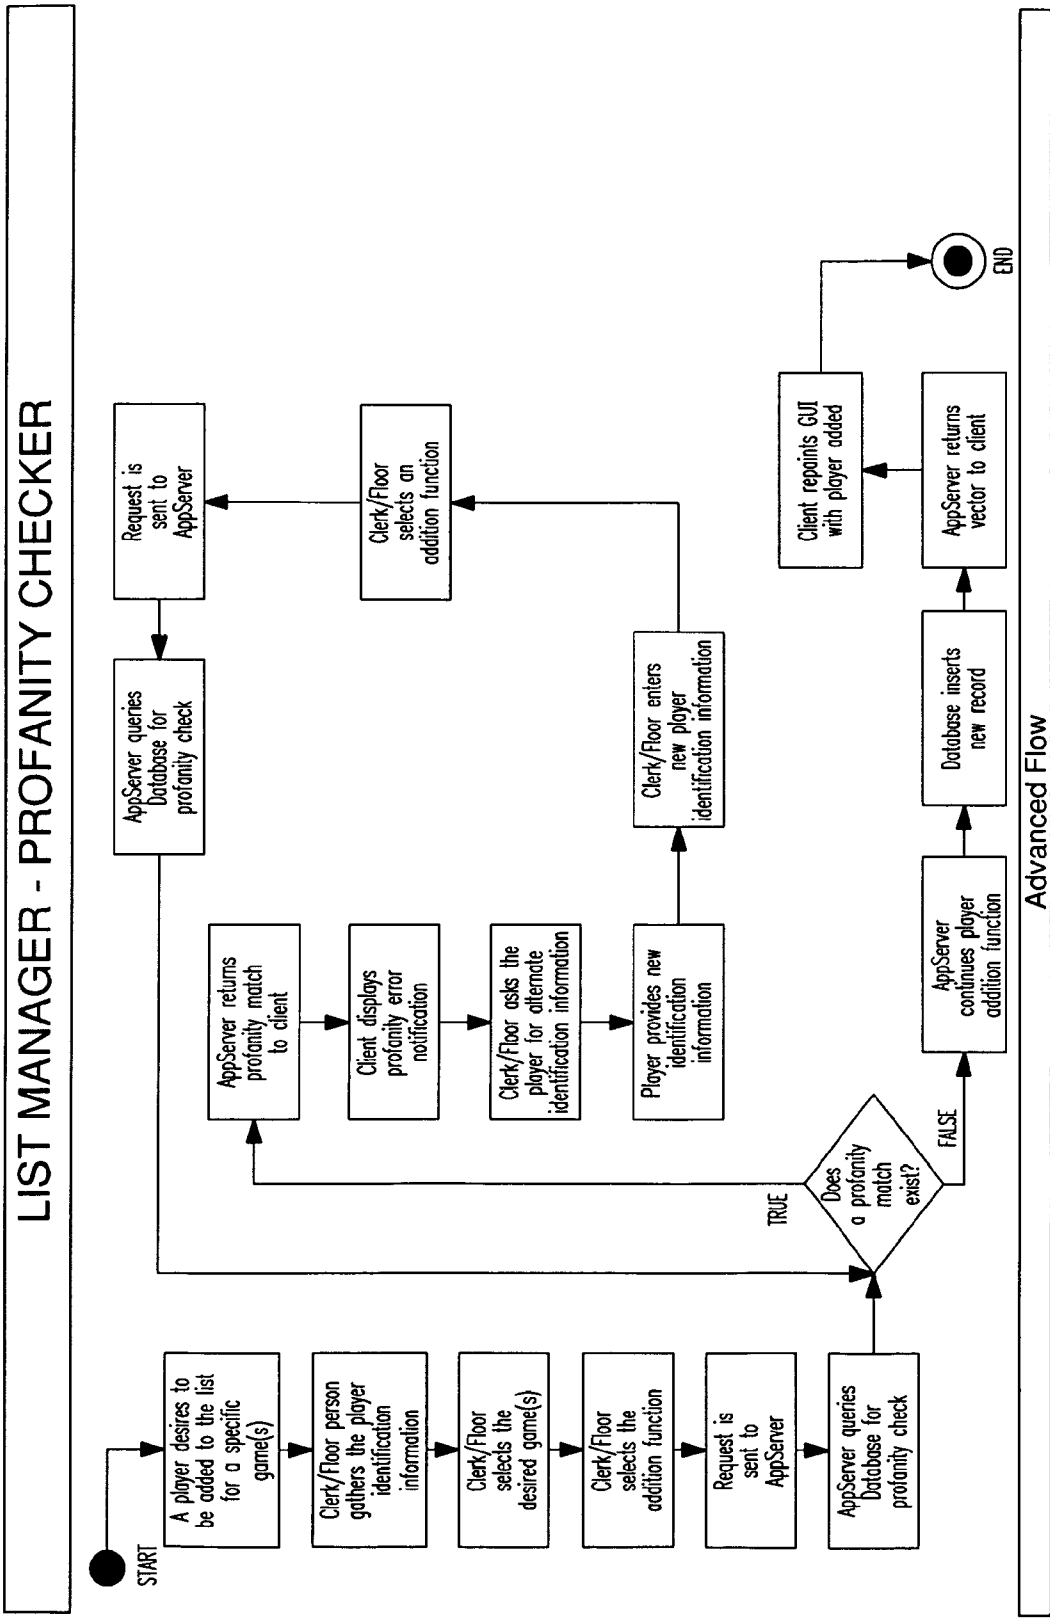 LIST MANAGER - PROFANITY CHECKER
START
A player desires to
be added to the list
for a specific
game(s)
Clerk/Floor person
gathers the player
identification
information
Clerk/Floor
selects the
desired game(s)
Clerk/Floor
selects the
addition function
Request is
sent to
AppServer
AppServer queries
Database for
profanity check
Does
a profanity
match
exist?
TRUE
FALSE
AppServer returns
profanity match
to client
Client displays
profanity error
notification
Clerk/Floor asks the
player for alternate
identification information
Player provides new
identification
information
Clerk/Floor enters
new player
identification information
Clerk/Floor
selects an
addition function
Request is
sent to
AppServer
AppServer queries
Database for
profanity check
AppServer
continues player
addition function
Database inserts
new record
AppServer returns
vector to client
Client repaints GUI
with player added
END
Advanced Flow